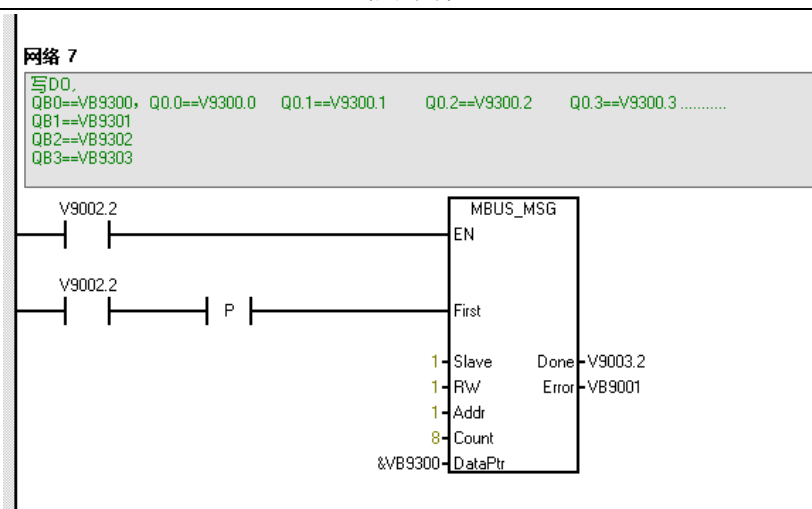 网络 7
写DO,
QB0==VB9300，Q0.0==V9300.0 Q0.1==V9300.1 Q0.2==V9300.2 Q0.3==V9300.3..........
QB1==VB9301
QB2==VB9302
QB3==VB9303
V9002.2
MBUS_MSG
EN
V9002.2
P
First
1 Slave Done V9003.2
1 RW Error VB9001
1 Addr
8 Count
&VB9300 DataPtr